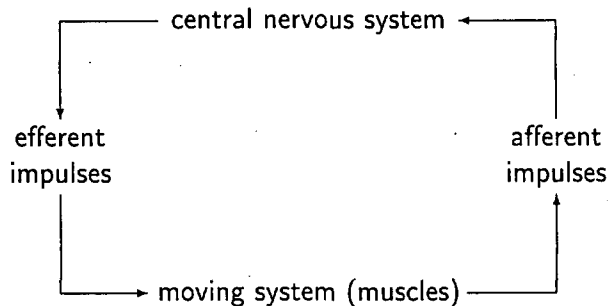 central nervous system
efferent
impulses
afferent
impulses
moving system (muscles)